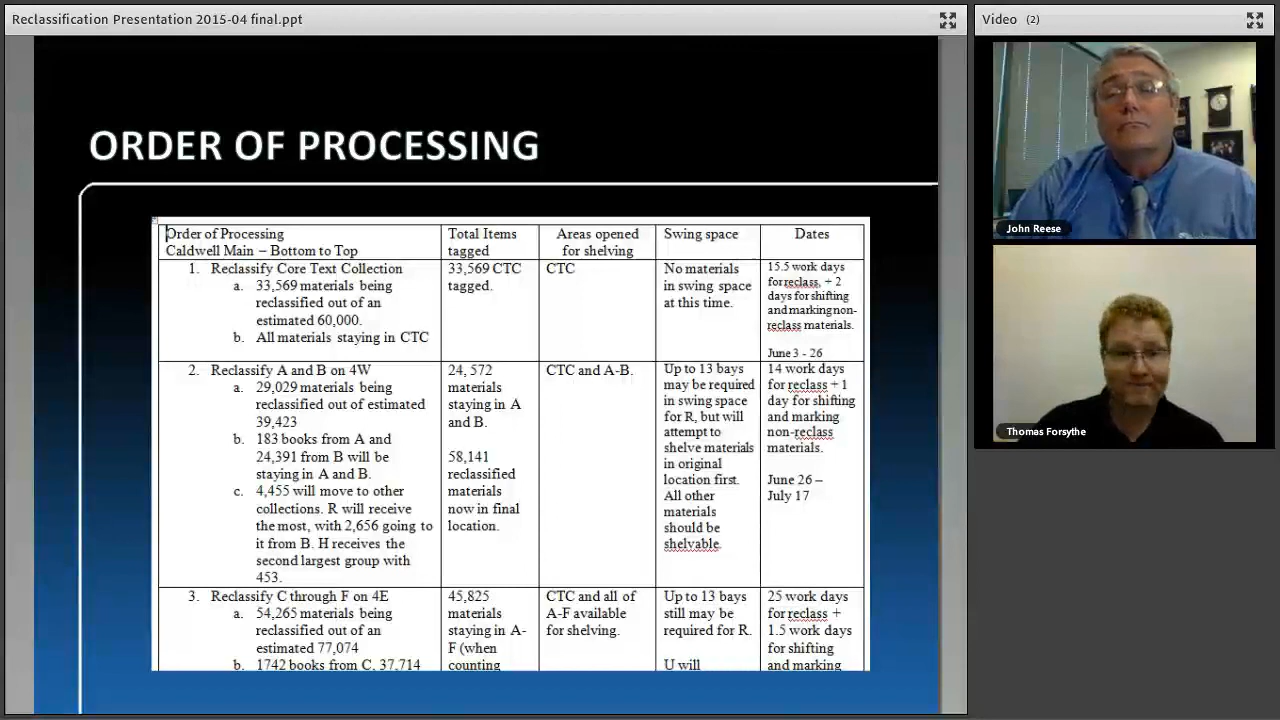 Reclassification Presentation 2015-04 final.ppt
Video (2)
John Reese
Thomas Forsythe
ORDER OF PROCESSING
Order of Processing
Caldwell Main – Bottom to Top
Total Items
tagged
Areas opened
for shelving
Swing space
Dates
1. Reclassify Core Text Collection
a. 33,569 materials being
reclassified out of an
estimated 60,000.
b. All materials staying in CTC
33,569 CTC
tagged.
CTC
No materials
in swing space
at this time.
15.5 work days
for reclass, + 2
days for shifting
and marking non-
reclass materials.
June 3 - 26
2. Reclassify A and B on 4W
a. 29,029 materials being
reclassified out of estimated
39,423
b. 183 books from A and
24,391 from B will be
staying in A and B.
c. 4,455 will move to other
collections. R will receive
the most, with 2,656 going to
it from B. H receives the
second largest group with
453.
24, 572
materials
staying in A
and B.
58,141
reclassified
materials
now in final
location.
CTC and A-B.
Up to 13 bays
may be required
in swing space
for R, but will
attempt to
shelve materials
in original
location first.
All other
materials
should be
shelvable.
14 work days
for reclass + 1
day for shifting
and marking
non-reclass
materials.
June 26 –
July 17
3. Reclassify C through F on 4E
a. 54,265 materials being
reclassified out of an
estimated 77,074
b. 1742 books from C, 37,714
45,825
materials
staying in A-
F (when
counting
CTC and all of
A-F available
for shelving.
Up to 13 bays
still may be
required for R.
U will
25 work days
for reclass +
1.5 work days
for shifting
and marking